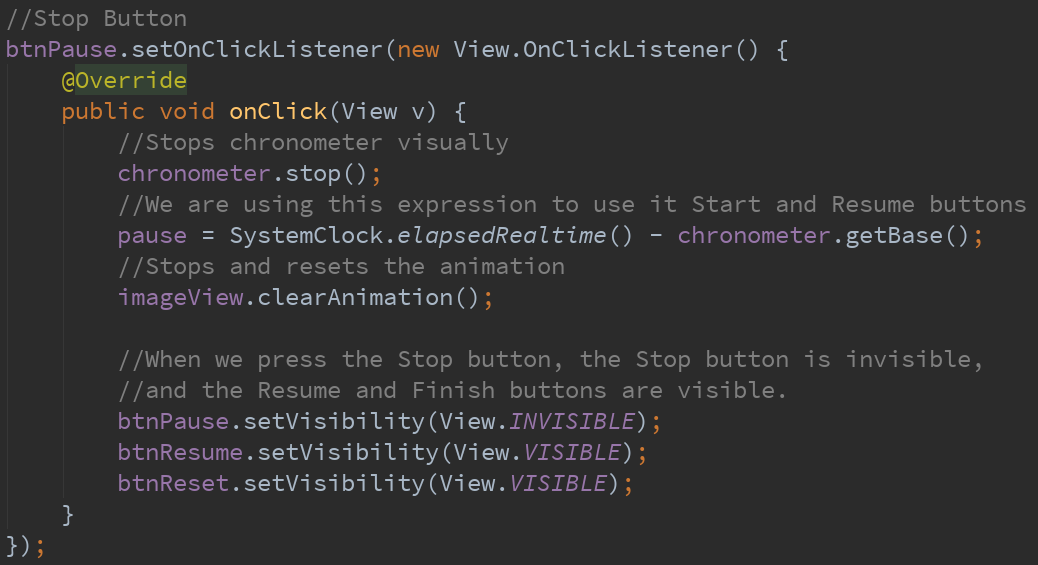 //Stop Button
btnPause.setOnClickListener(new View.OnClickListener() {
    @Override
    public void onClick(View v) {
        //Stops chronometer visually
        chronometer.stop();
        //We are using this expression to use it Start and Resume buttons
        pause = SystemClock.elapsedRealtime() - chronometer.getBase();
        //Stops and resets the animation
        imageView.clearAnimation();

        //When we press the Stop button, the Stop button is invisible,
        //and the Resume and Finish buttons are visible.
        btnPause.setVisibility(View.INVISIBLE);
        btnResume.setVisibility(View.VISIBLE);
        btnReset.setVisibility(View.VISIBLE);
    }
});